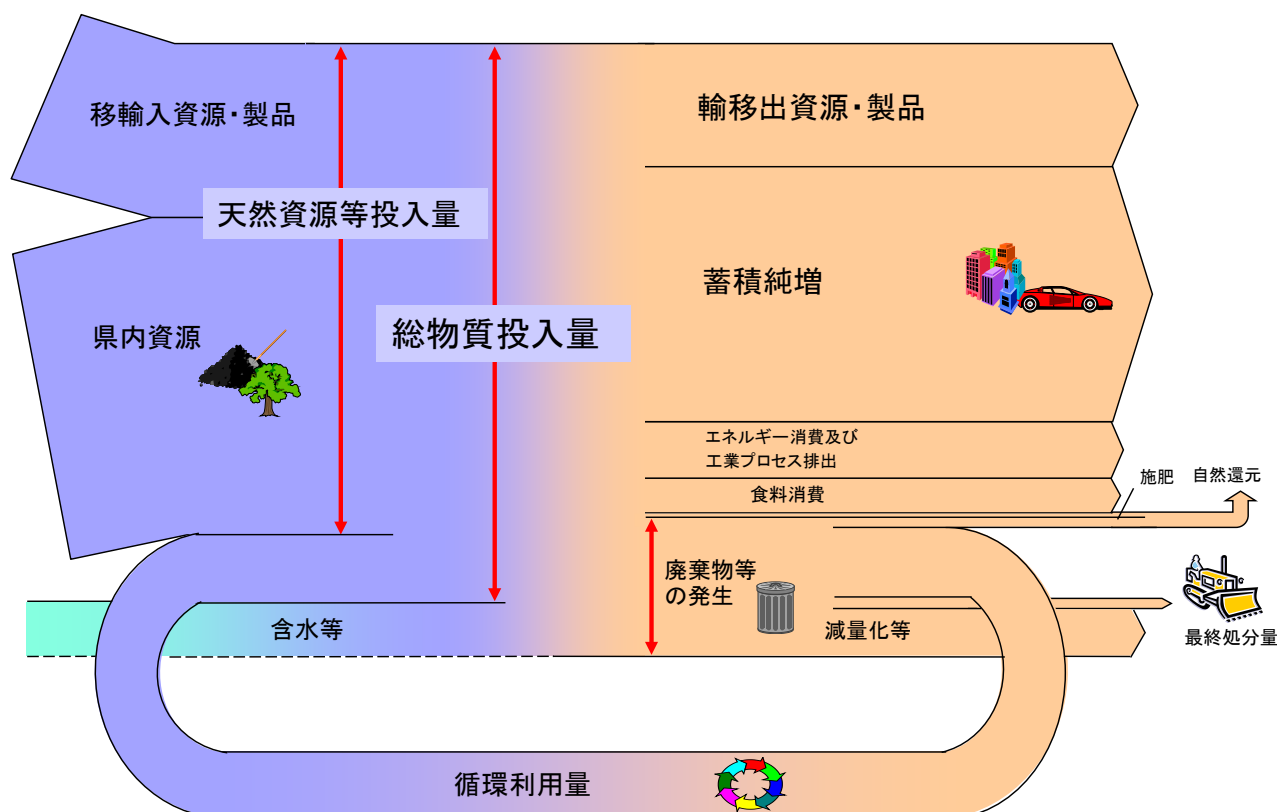 移輸入資源・製品
輸移出資源・製品
天然資源等投入量
蓄積純増
総物質投入量
県内資源
エネルギー消費及び
工業プロセス排出
食料消費
施肥
自然還元
廃棄物等
の発生
含水等
減量化等
最終処分量
循環利用量